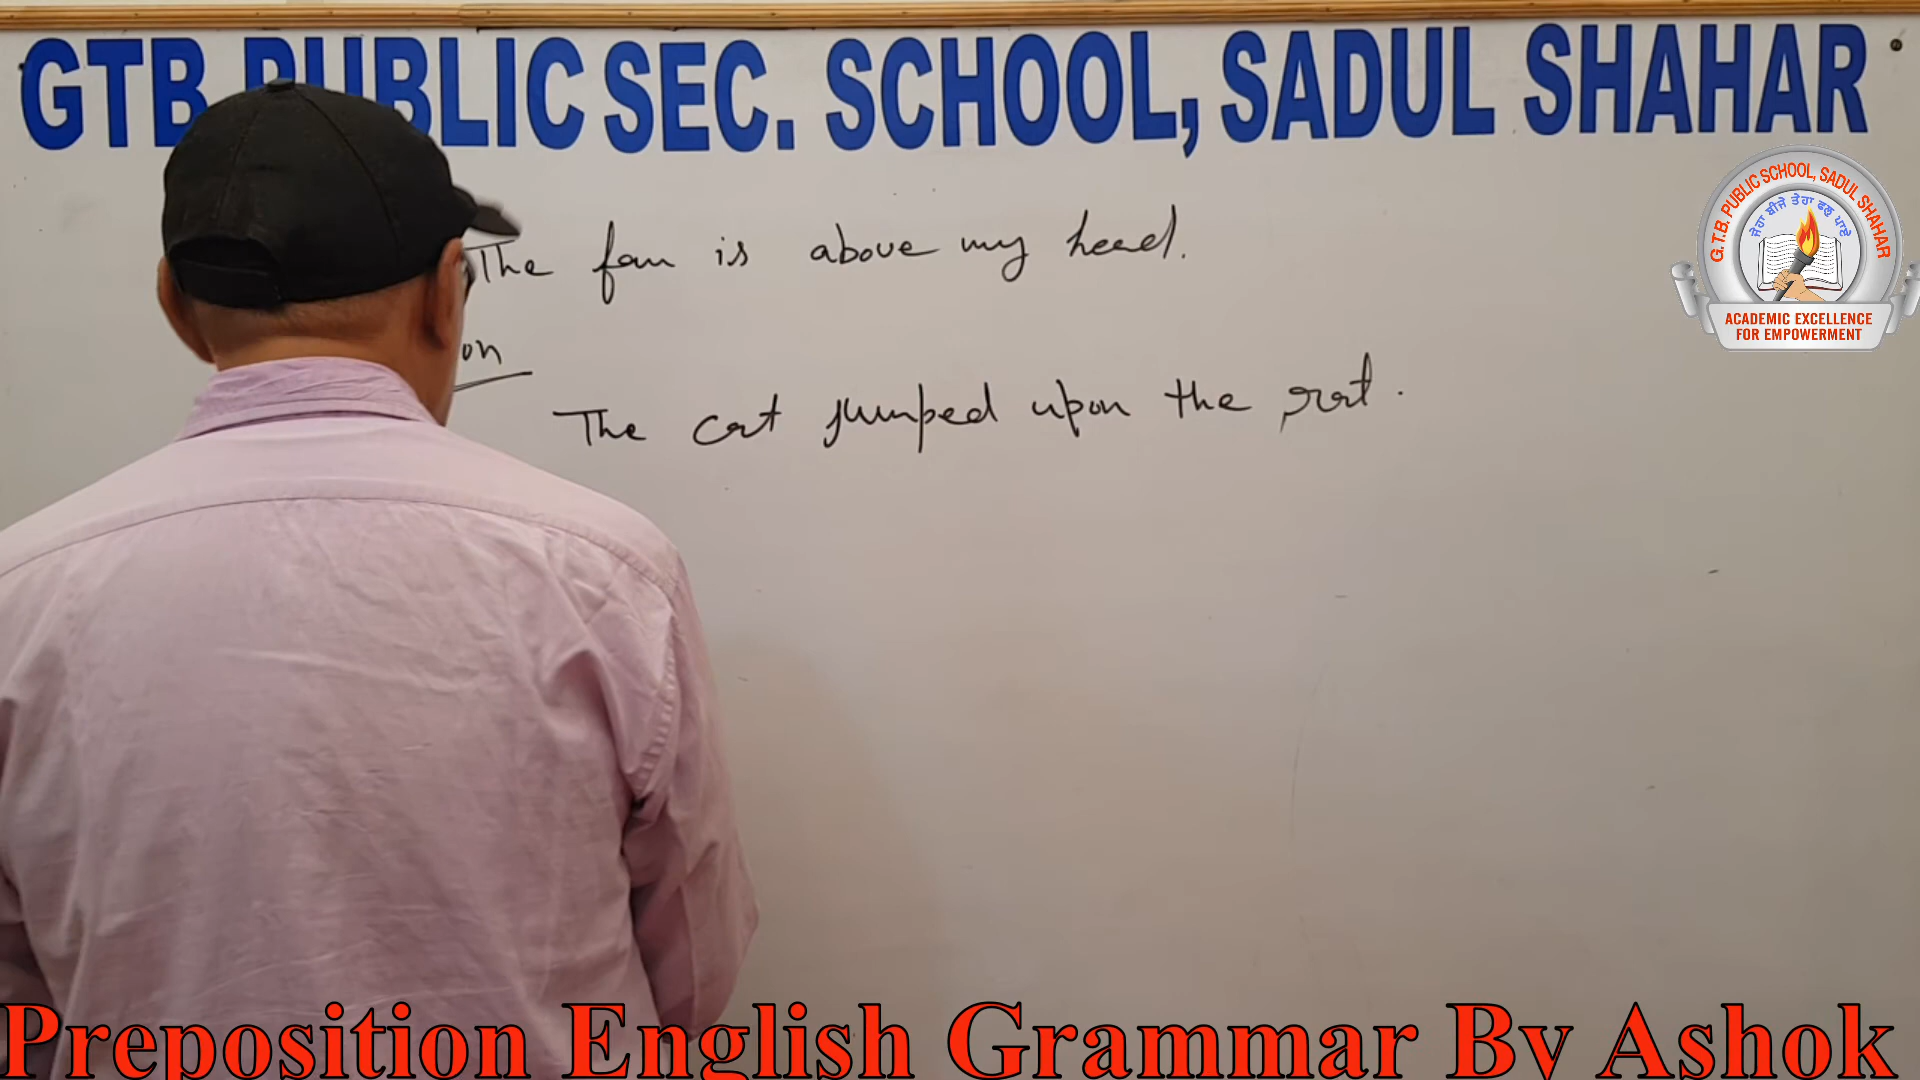 GTB PUBLIC SEC. SCHOOL, SADUL SHAHAR
The fan is above my head.
on
The cat jumped upon the rat.
G.T.B. PUBLIC SCHOOL, SADUL SHAHAR
ਜੇਹਾ ਬੀਜੇ ਤੇਹਾ ਫਲੁ ਪਾਏ
ACADEMIC EXCELLENCE
FOR EMPOWERMENT
Preposition English Grammar By Ashok